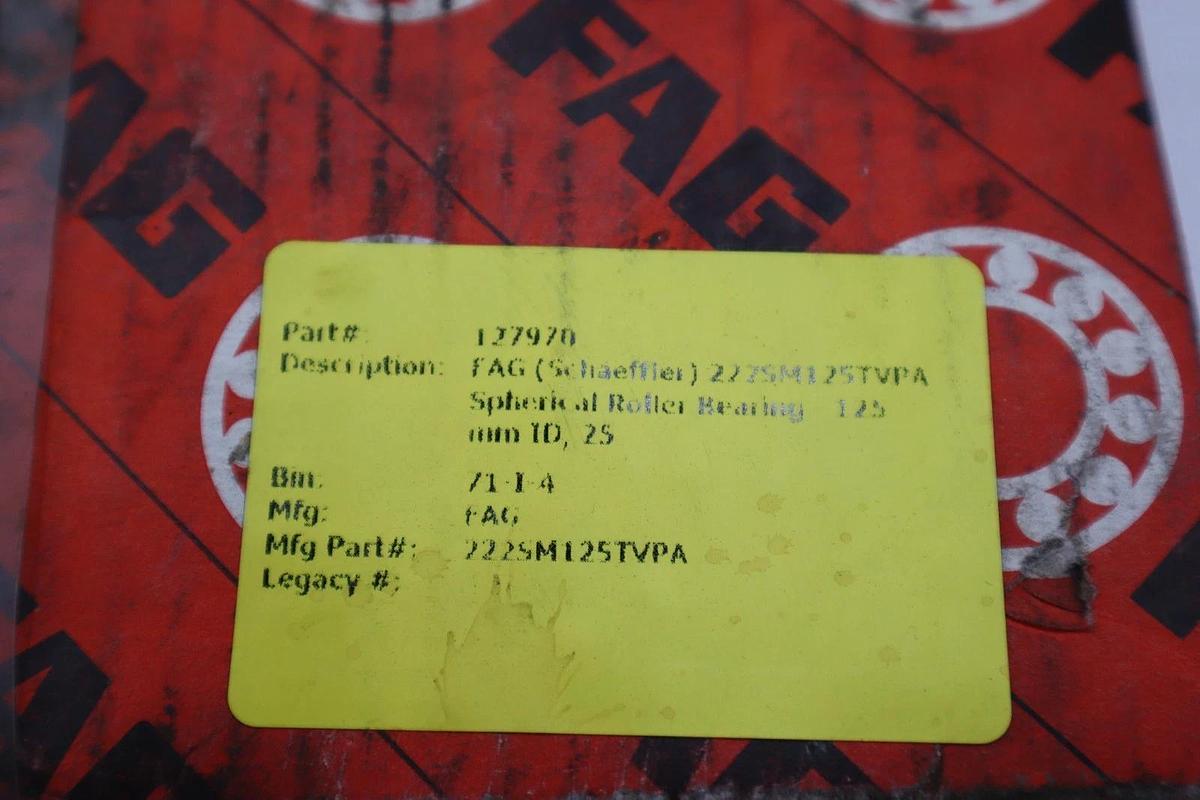 FAG
FAG
Part#: 127970
Description: FAG (Schaeffler) 222SM125TVPA
Spherical Roller Bearing 125
mm ID, 25
Bin: 71-1-4
Mfg: FAG
Mfg Part#: 222SM125TVPA
Legacy #: